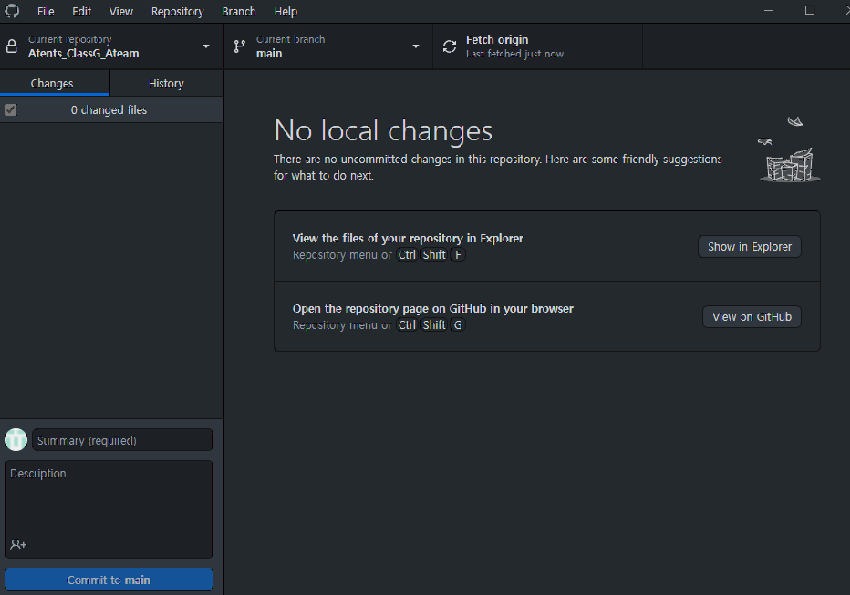 File Edit View Repository Branch Help
Current repository
Atents_ClassG_Ateam
Current branch
main
Fetch origin
Last fetched just now
Changes
History
0 changed files
No local changes
There are no uncommitted changes in this repository. Here are some friendly suggestions
for what to do next.
View the files of your repository in Explorer
Repository menu or Ctrl Shift F
Show in Explorer
Open the repository page on GitHub in your browser
Repository menu or Ctrl Shift G
View on GitHub
Summary (required)
Description
Commit to main